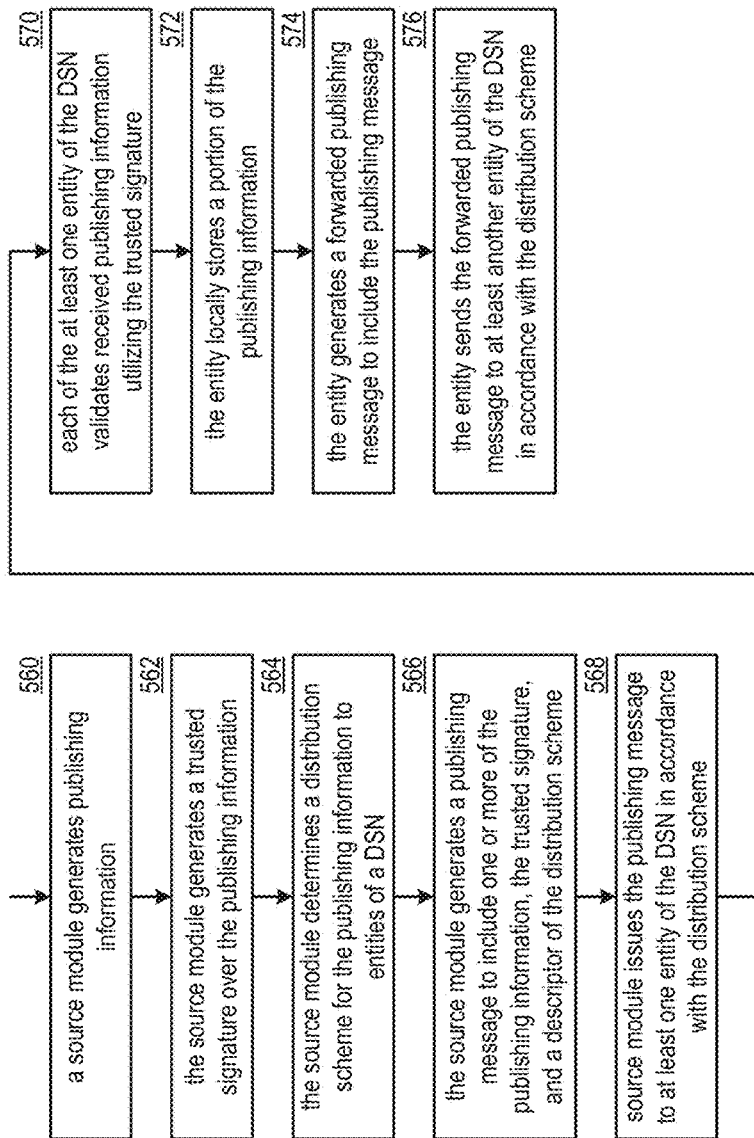 560
a source module generates publishing
information
562
the source module generates a trusted
signature over the publishing information
564
the source module determines a distribution
scheme for the publishing information to
entities of a DSN
566
the source module generates a publishing
message to include one or more of the
publishing information, the trusted signature,
and a descriptor of the distribution scheme
568
source module issues the publishing message
to at least one entity of the DSN in accordance
with the distribution scheme
570
each of the at least one entity of the DSN
validates received publishing information
utilizing the trusted signature
572
the entity locally stores a portion of the
publishing information
574
the entity generates a forwarded publishing
message to include the publishing message
576
the entity sends the forwarded publishing
message to at least another entity of the DSN
in accordance with the distribution scheme